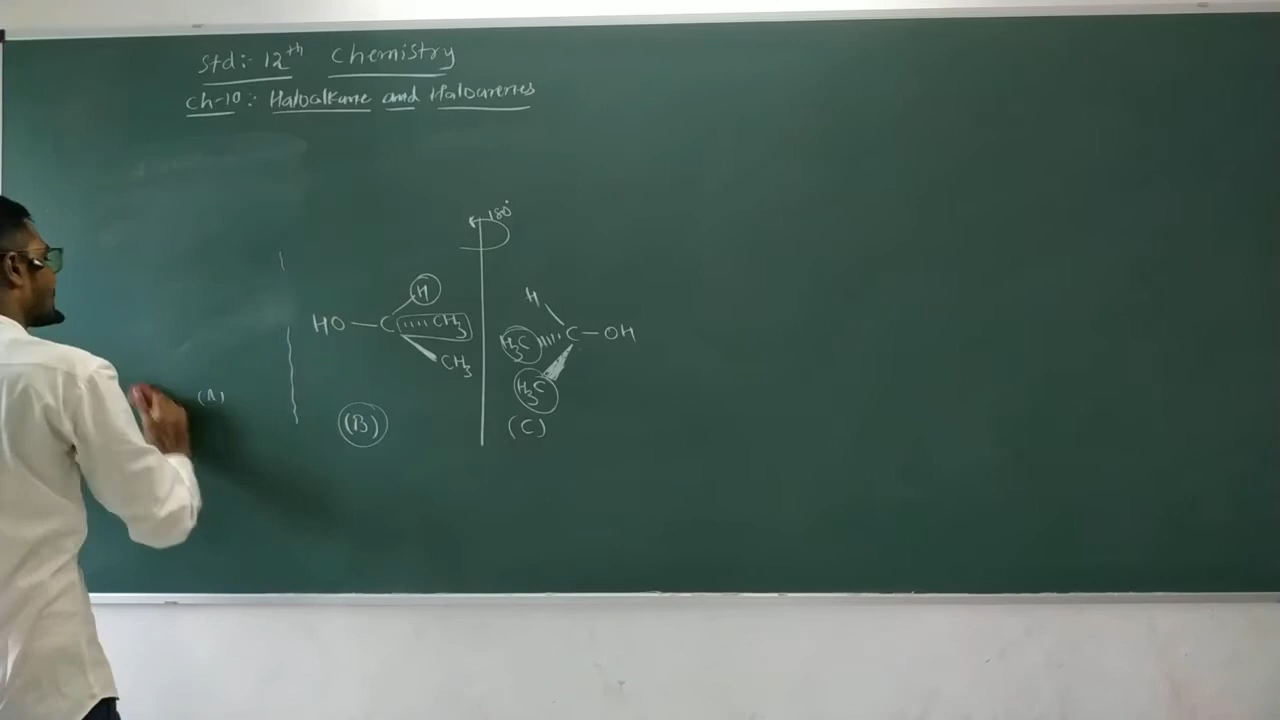 Std:- 12th Chemistry
Ch-10:- Haloalkane and Haloarenes
180°
H
H
HO — C CH3
H3C C — OH
CH3
H3C
(A)
(B)
(C)